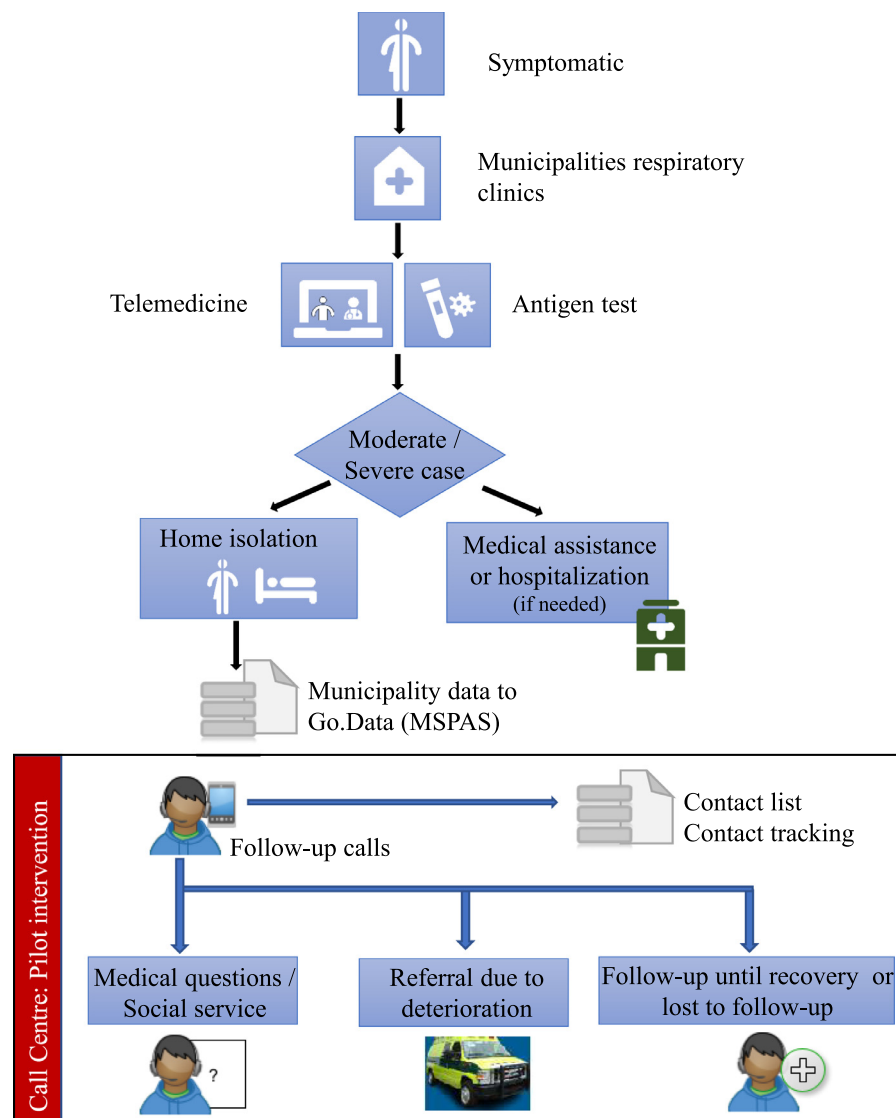 Symptomatic
Municipalities respiratory
clinics
Telemedicine
Antigen test
Moderate /
Severe case
Home isolation
Medical assistance
or hospitalization
(if needed)
Municipality data to
Go.Data (MSPAS)
Call Centre: Pilot intervention
Follow-up calls
Contact list
Contact tracking
Medical questions /
Social service
?
Referral due to
deterioration
Follow-up until recovery or
lost to follow-up